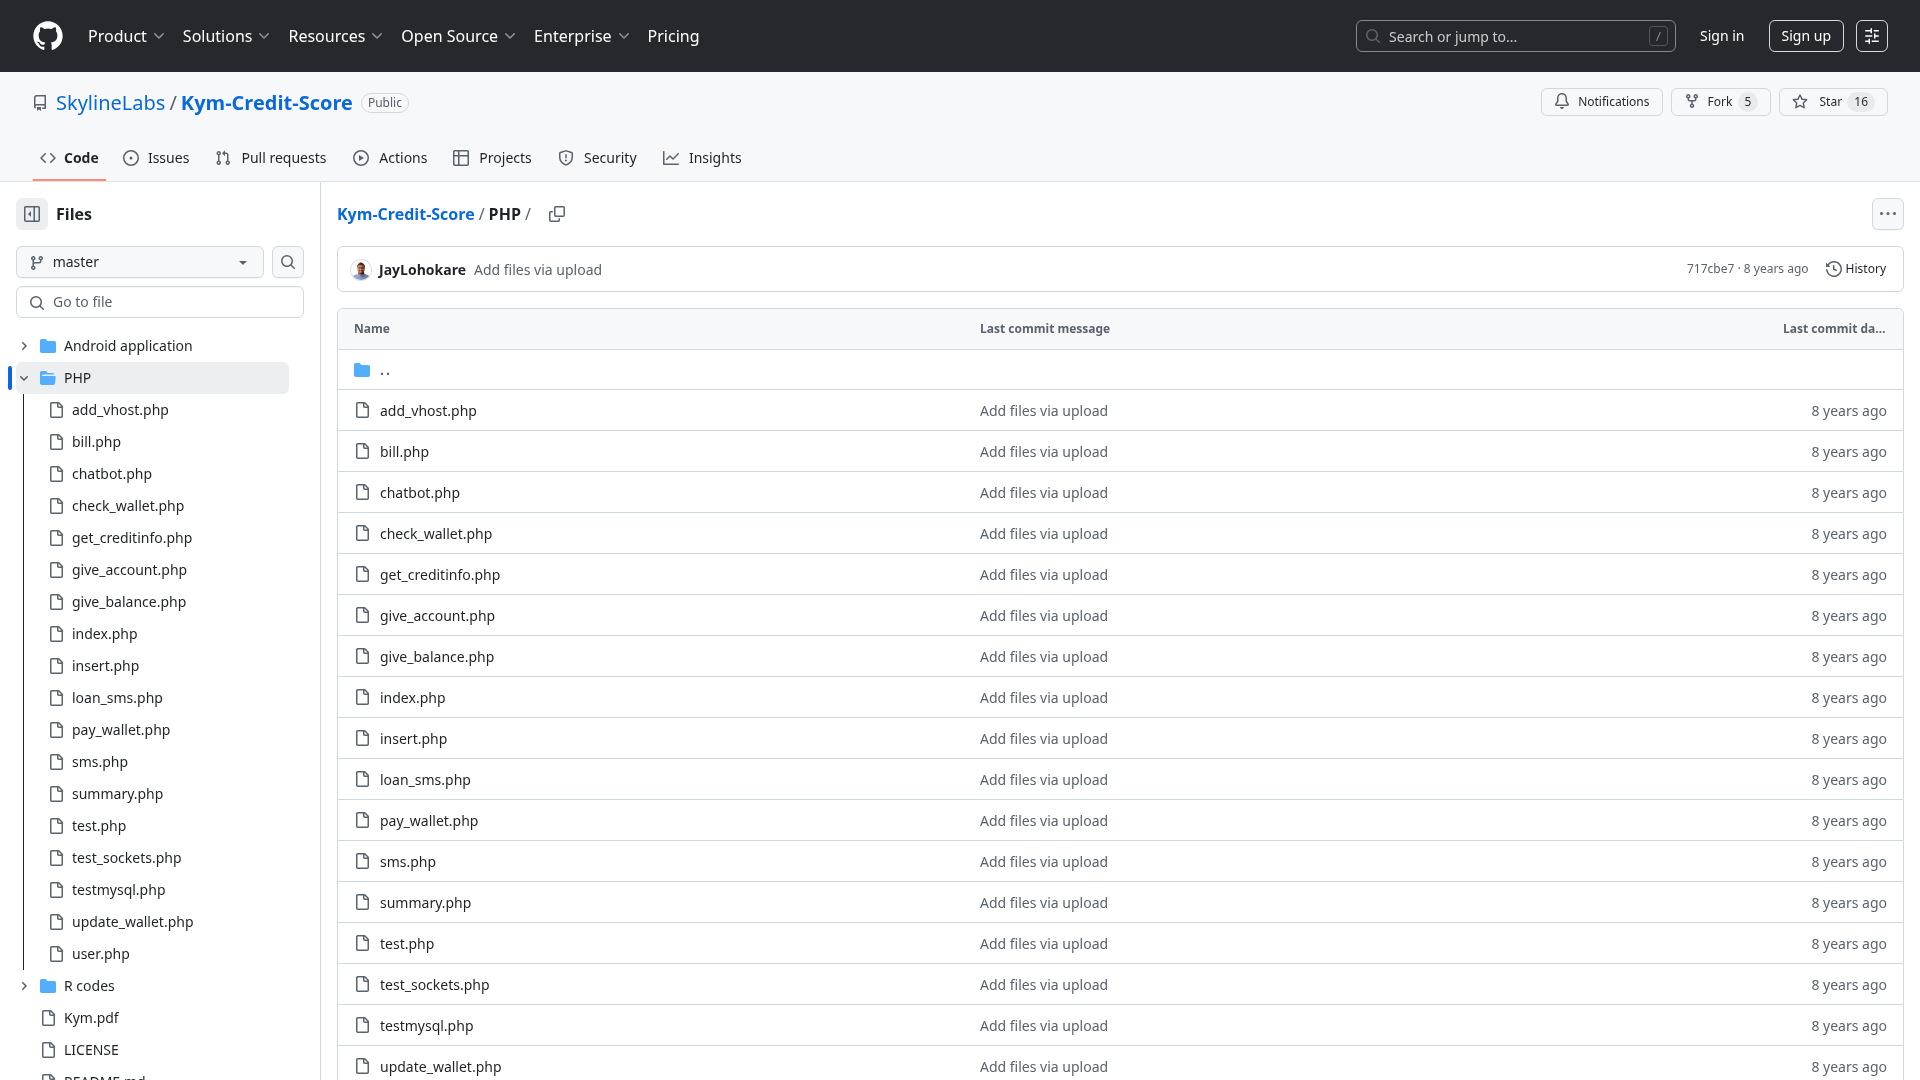 Product Solutions Resources Open Source Enterprise Pricing Search or jump to... / Sign in Sign up
SkylineLabs / Kym-Credit-Score Public Notifications Fork 5 Star 16
Code Issues Pull requests Actions Projects Security Insights
Files
master
Go to file
Android application
PHP
add_vhost.php
bill.php
chatbot.php
check_wallet.php
get_creditinfo.php
give_account.php
give_balance.php
index.php
insert.php
loan_sms.php
pay_wallet.php
sms.php
summary.php
test.php
test_sockets.php
testmysql.php
update_wallet.php
user.php
R codes
Kym.pdf
LICENSE
README.md
Kym-Credit-Score / PHP /
JayLohokare Add files via upload 717cbe7 · 8 years ago History
Name Last commit message Last commit da...
..
add_vhost.php Add files via upload 8 years ago
bill.php Add files via upload 8 years ago
chatbot.php Add files via upload 8 years ago
check_wallet.php Add files via upload 8 years ago
get_creditinfo.php Add files via upload 8 years ago
give_account.php Add files via upload 8 years ago
give_balance.php Add files via upload 8 years ago
index.php Add files via upload 8 years ago
insert.php Add files via upload 8 years ago
loan_sms.php Add files via upload 8 years ago
pay_wallet.php Add files via upload 8 years ago
sms.php Add files via upload 8 years ago
summary.php Add files via upload 8 years ago
test.php Add files via upload 8 years ago
test_sockets.php Add files via upload 8 years ago
testmysql.php Add files via upload 8 years ago
update_wallet.php Add files via upload 8 years ago